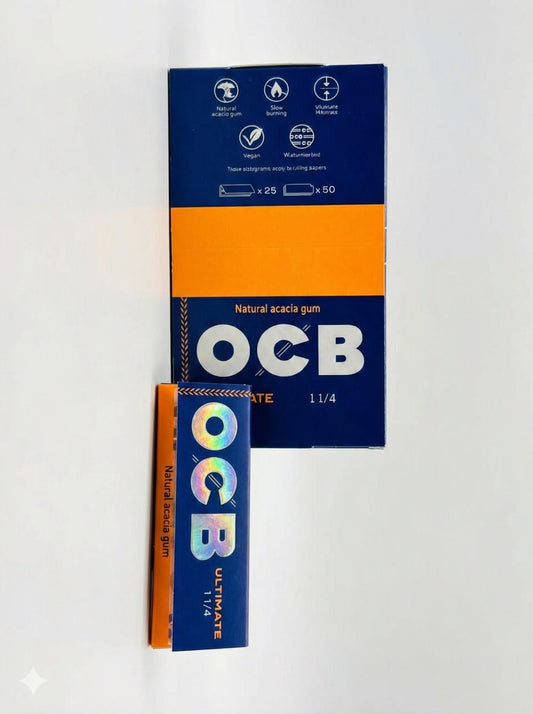 Natural
acacia gum
Slow
burning
Vegan
Watermarked
x 25
x 50
Natural acacia gum
OCB
ATE
1 1/4
OCB
ULTIMATE
1 1/4
Natural acacia gum